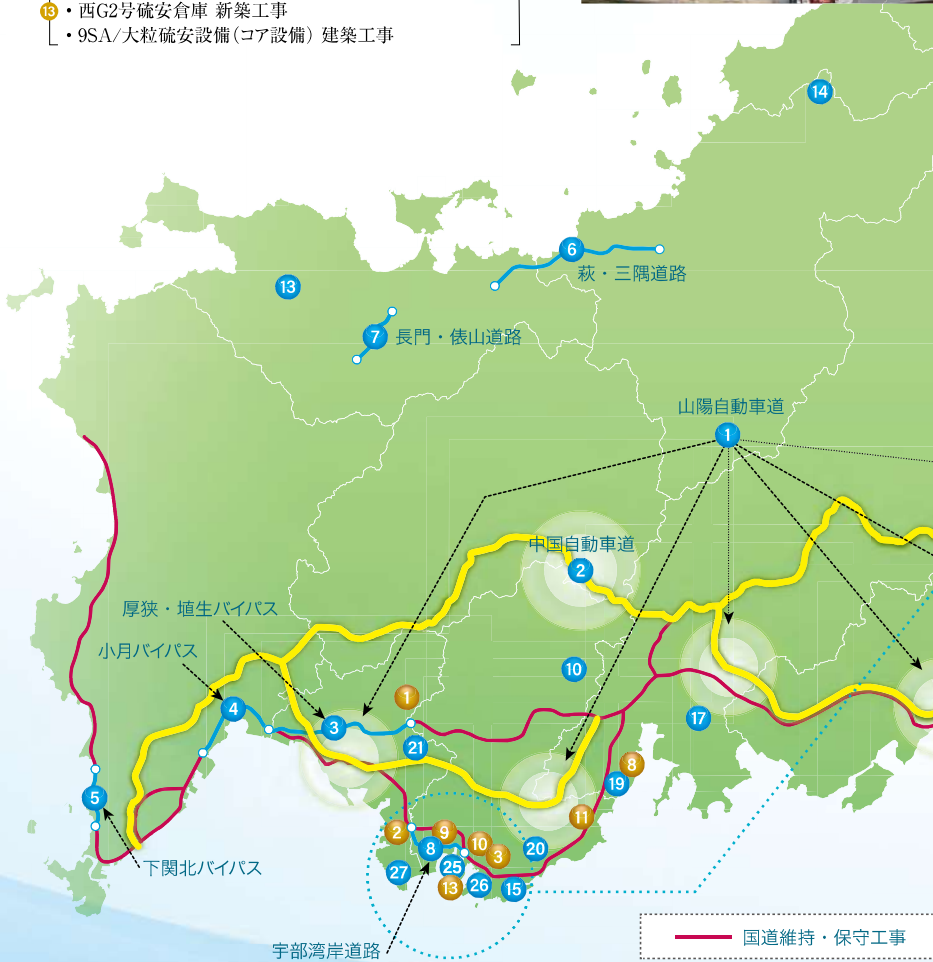 13 ・西G2号硫安倉庫 新築工事
・9SA/大粒硫安設備(コア設備) 建築工事
14
6
萩・三隅道路
13
7 長門・俵山道路
山陽自動車道
1
中国自動車道
2
厚狭・埴生バイパス
小月バイパス
10
1
4
3
17
21
8
19
5
11
2
9
10
8
3
20
下関北バイパス
25
27
26
15
13
宇部湾岸道路
国道維持・保守工事